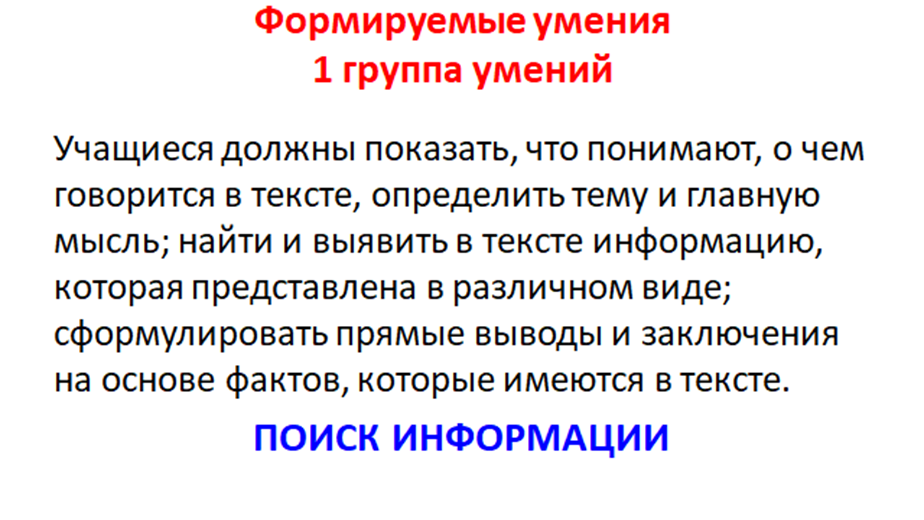 Формируемые умения
1 группа умений
Учащиеся должны показать, что понимают, о чем
говорится в тексте, определить тему и главную
мысль; найти и выявить в тексте информацию,
которая представлена в различном виде;
сформулировать прямые выводы и заключения
на основе фактов, которые имеются в тексте.
ПОИСК ИНФОРМАЦИИ